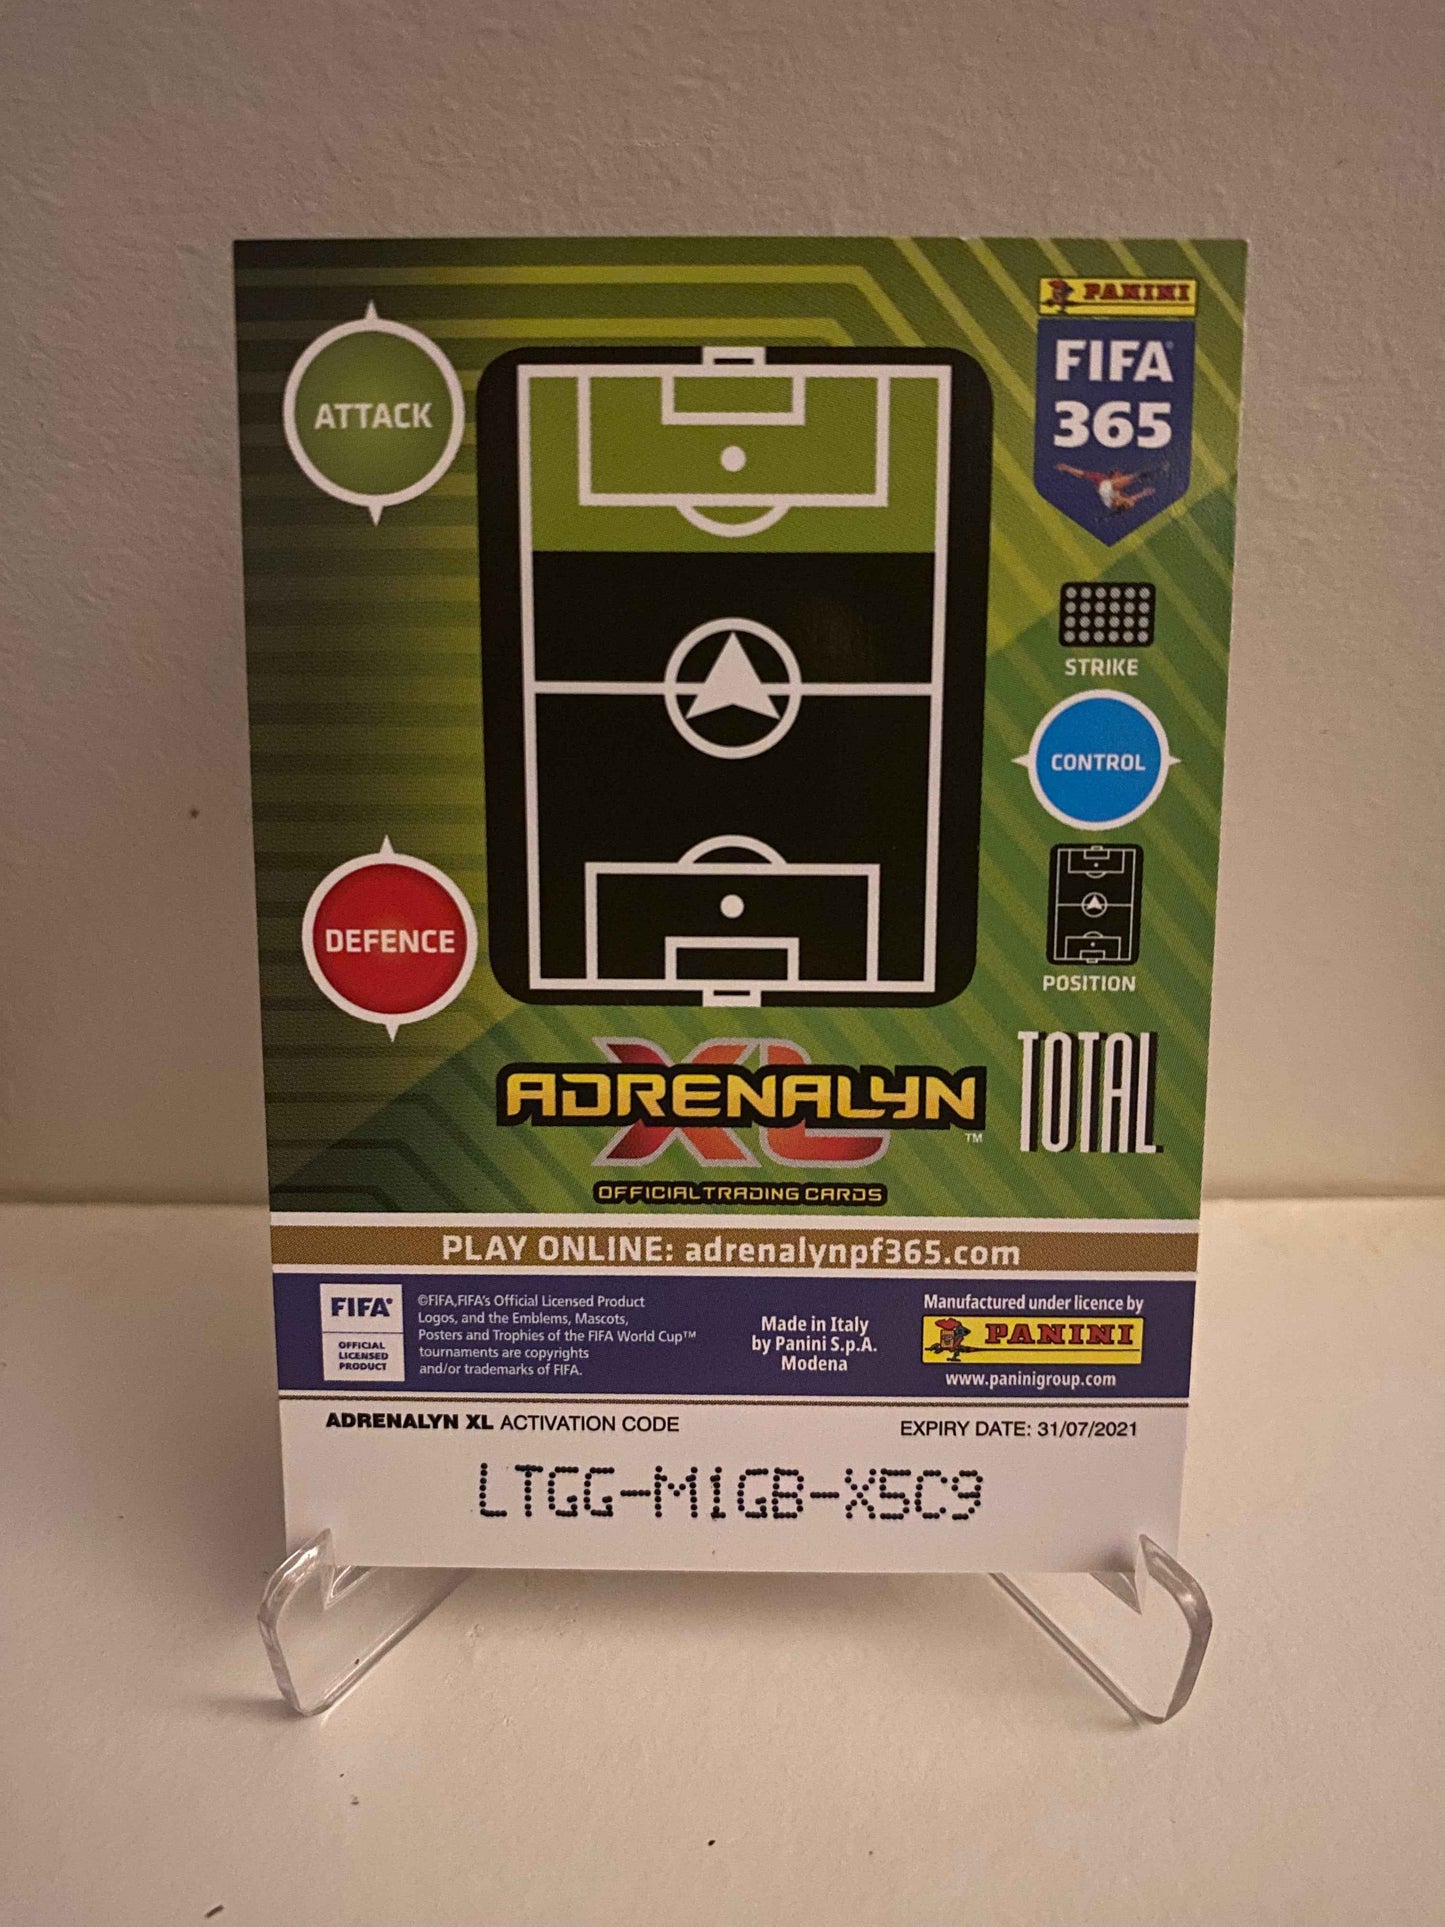 PANINI
FIFA
365
ATTACK
STRIKE
CONTROL
DEFENCE
POSITION
XL
ADRENALYN™
TOTAL
OFFICIAL TRADING CARDS
PLAY ONLINE: adrenalynpf365.com
FIFA®
OFFICIAL
LICENSED
PRODUCT
©FIFA,FIFA's Official Licensed Product
Logos, and the Emblems, Mascots,
Posters and Trophies of the FIFA World Cup™
tournaments are copyrights
and/or trademarks of FIFA.
Made in Italy
by Panini S.p.A.
Modena
Manufactured under licence by
PANINI
www.paninigroup.com
ADRENALYN XL ACTIVATION CODE
EXPIRY DATE: 31/07/2021
LTGG-M1GB-X5C9